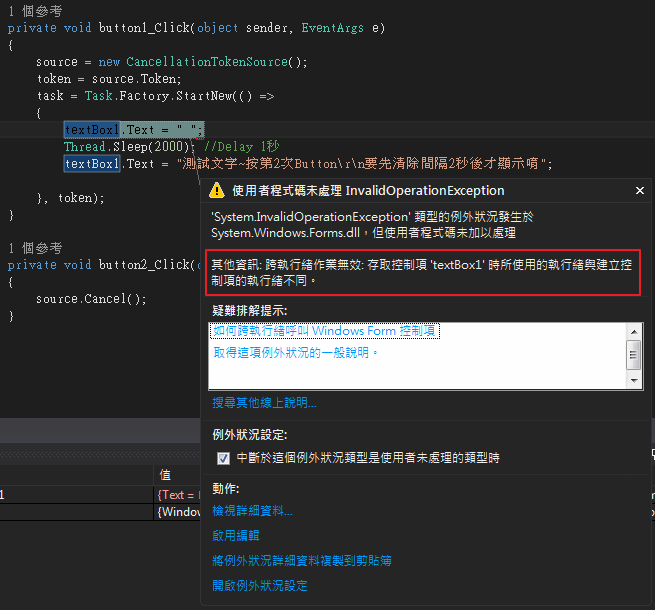 1 個參考
private void button1_Click(object sender, EventArgs e)
{
source = new CancellationTokenSource();
token = source.Token;
task = Task.Factory.StartNew(() =>
{
textBox1.Text = " ";
Thread.Sleep(2000); //Delay 1秒
textBox1.Text = "測試文字~按第2次Button\r\n要先清除間隔2秒後才顯示唷";
}, token);
}
1 個參考
private void button2_Click(
{
source.Cancel();
}
使用者程式碼未處理 InvalidOperationException
'System.InvalidOperationException' 類型的例外狀況發生於
System.Windows.Forms.dll，但使用者程式碼未加以處理
其他資訊: 跨執行緒作業無效: 存取控制項 'textBox1' 時所使用的執行緒與建立控
制項的執行緒不同。
疑難排解提示:
如何跨執行緒呼叫 Windows Form 控制項
取得這項例外狀況的一般說明。
搜尋其他線上說明...
例外狀況設定:
中斷於這個例外狀況類型是使用者未處理的類型時
動作:
檢視詳細資料...
啟用編輯
將例外狀況詳細資料複製到剪貼簿
開啟例外狀況設定
值
1
{Text =
{Window